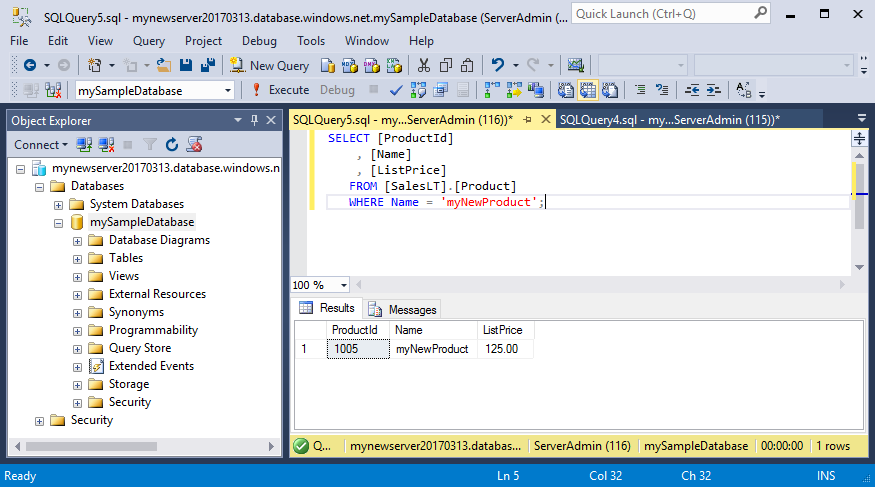 SQLQuery5.sql - mynewserver20170313.database.windows.net.mySampleDatabase (ServerAdmin (...
Quick Launch (Ctrl+Q)
File Edit View Query Project Debug Tools Window Help
New Query MDX DMX XMLA DAX
mySampleDatabase Execute Debug
Object Explorer
SQLQuery5.sql - my...ServerAdmin (116))* SQLQuery4.sql - my...ServerAdmin (115))*
Connect
mynewserver20170313.database.windows.n
Databases
System Databases
mySampleDatabase
Database Diagrams
Tables
Views
External Resources
Synonyms
Programmability
Query Store
Extended Events
Storage
Security
Security
SELECT [ProductId]
, [Name]
, [ListPrice]
FROM [SalesLT].[Product]
WHERE Name = 'myNewProduct';
100 %
Results Messages
ProductId Name ListPrice
1 1005 myNewProduct 125.00
Q... mynewserver20170313.databas... ServerAdmin (116) mySampleDatabase 00:00:00 1 rows
Ready Ln 5 Col 32 Ch 32 INS